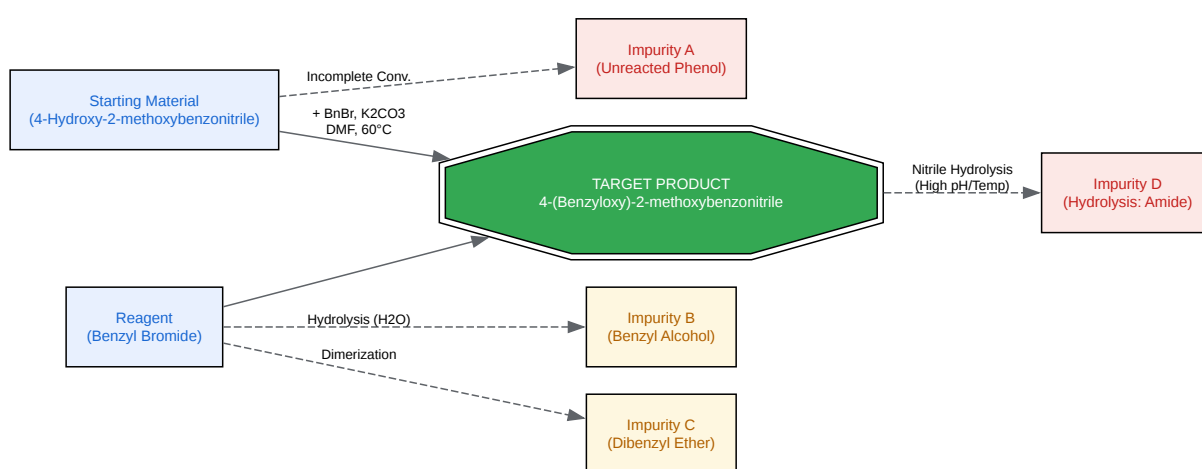 Impurity A
(Unreacted Phenol)
Incomplete Conv.
Starting Material
(4-Hydroxy-2-methoxybenzonitrile)
+ BnBr, K2CO3
DMF, 60°C
TARGET PRODUCT
4-(Benzyloxy)-2-methoxybenzonitrile
Nitrile Hydrolysis
(High pH/Temp)
Impurity D
(Hydrolysis: Amide)
Reagent
(Benzyl Bromide)
Hydrolysis (H2O)
Impurity B
(Benzyl Alcohol)
Dimerization
Impurity C
(Dibenzyl Ether)